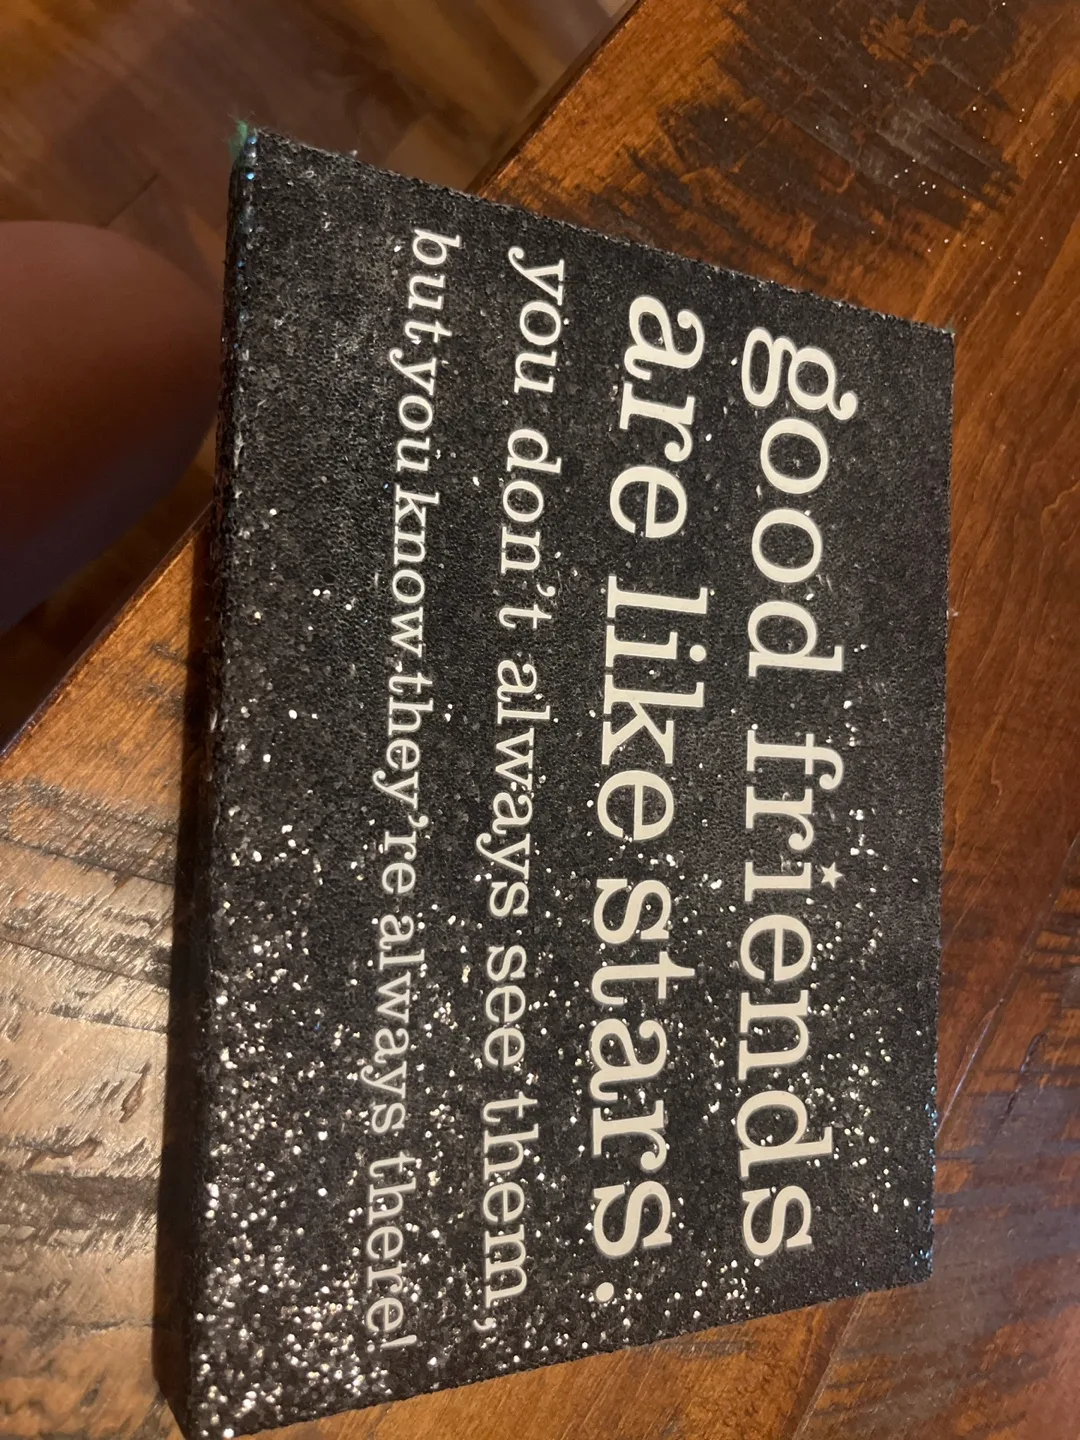 good friends
are like stars.
you don't always see them,
but you know they're always there!